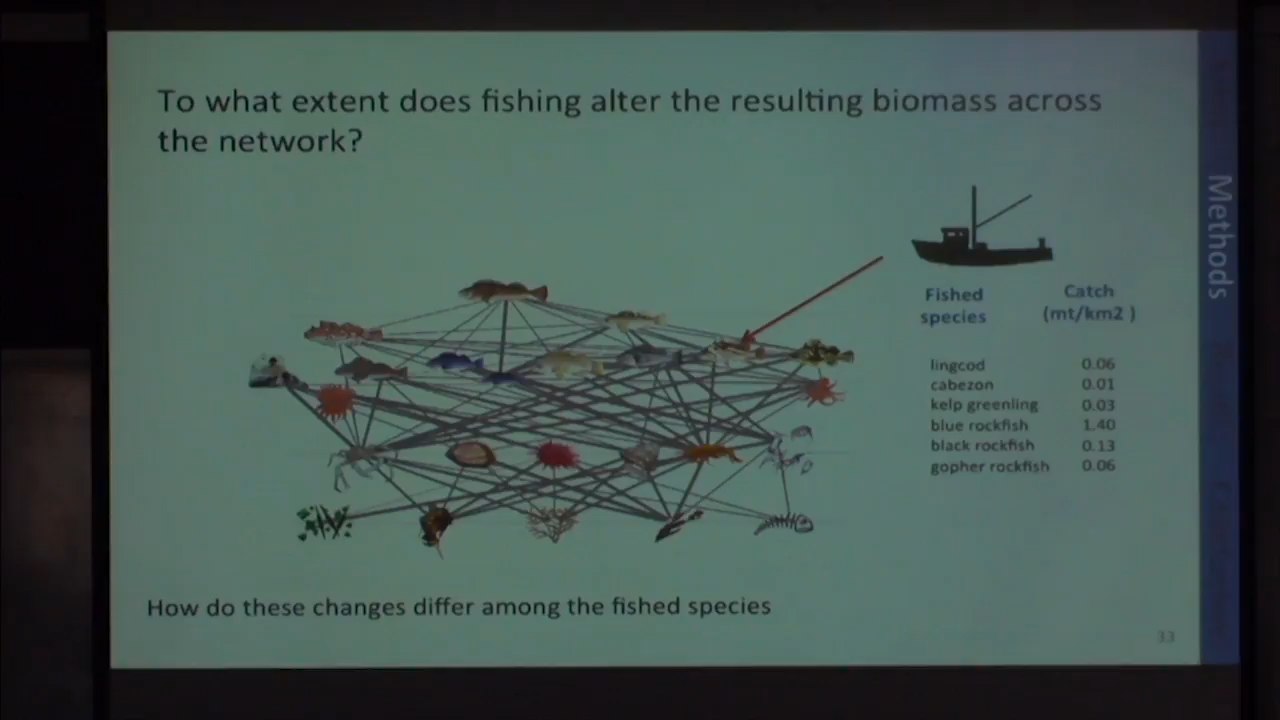 To what extent does fishing alter the resulting biomass across
the network?
Methods
Fished species
Catch (mt/km2 )
lingcod 0.06
cabezon 0.01
kelp greenling 0.03
blue rockfish 1.40
black rockfish 0.13
gopher rockfish 0.06
How do these changes differ among the fished species
33